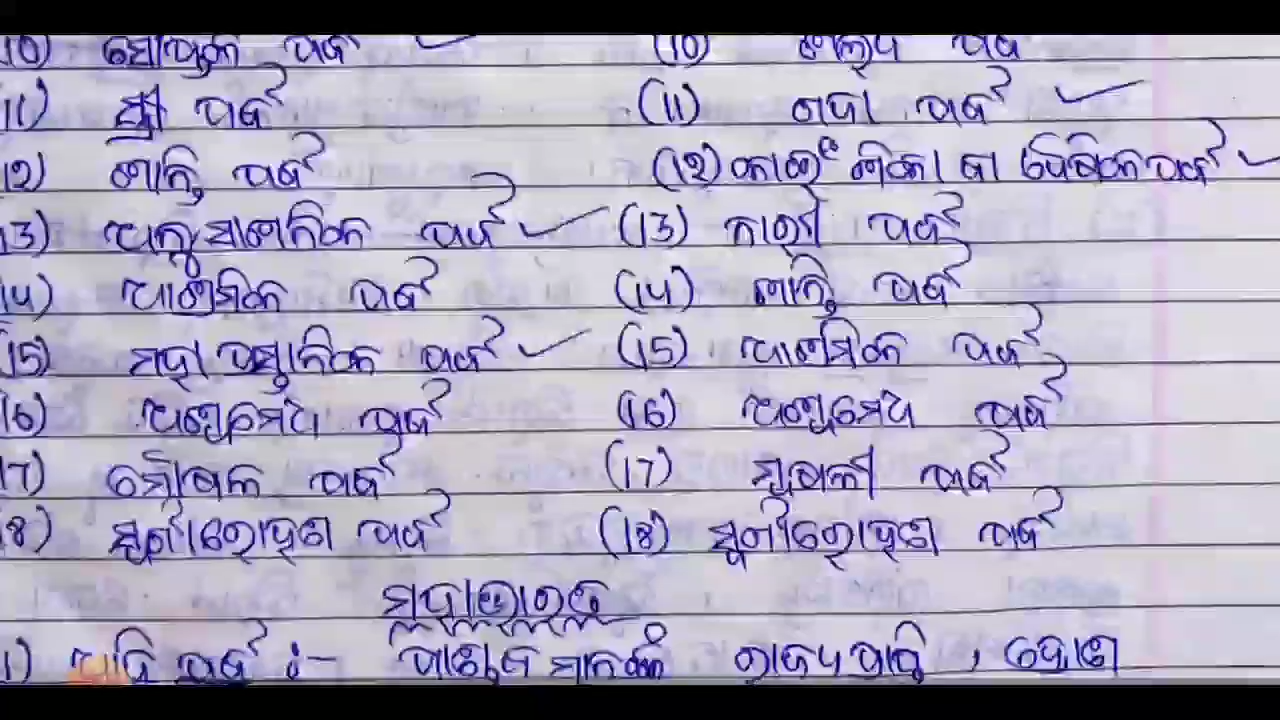 (10) ସୌପ୍ତିକ ପର୍ବ (10) ଶଲ୍ୟ ପର୍ବ
(11) ସ୍ତ୍ରୀ ପର୍ବ (11) ଗଦା ପର୍ବ
(12) ଶାନ୍ତି ପର୍ବ (12) ବା ପର୍ବ
(13) ଅନୁଶାସନିକ ପର୍ବ (13) ନାରୀ ପର୍ବ
(14) ଆଶ୍ରମିକ ପର୍ବ (14) ଶାନ୍ତି ପର୍ବ
(15) ମହା ପର୍ବ (15) ଆଶ୍ରମିକ ପର୍ବ
(16) ଅଶ୍ୱମେଧ ପର୍ବ (16) ଅଶ୍ୱମେଧ ପର୍ବ
(17) ମୌଷଳ ପର୍ବ (17) ମୁଷଳୀ ପର୍ବ
(18) ସ୍ୱର୍ଗାରୋହଣ ପର୍ବ (18) ସ୍ୱର୍ଗାରୋହଣ ପର୍ବ
ମହାଭାରତ
1) ଆଦି ପର୍ବ :- ପାଣ୍ଡବ ମାନଙ୍କ ରାଜ୍ୟ ପ୍ରାପ୍ତି , ଦ୍ରୋଣ